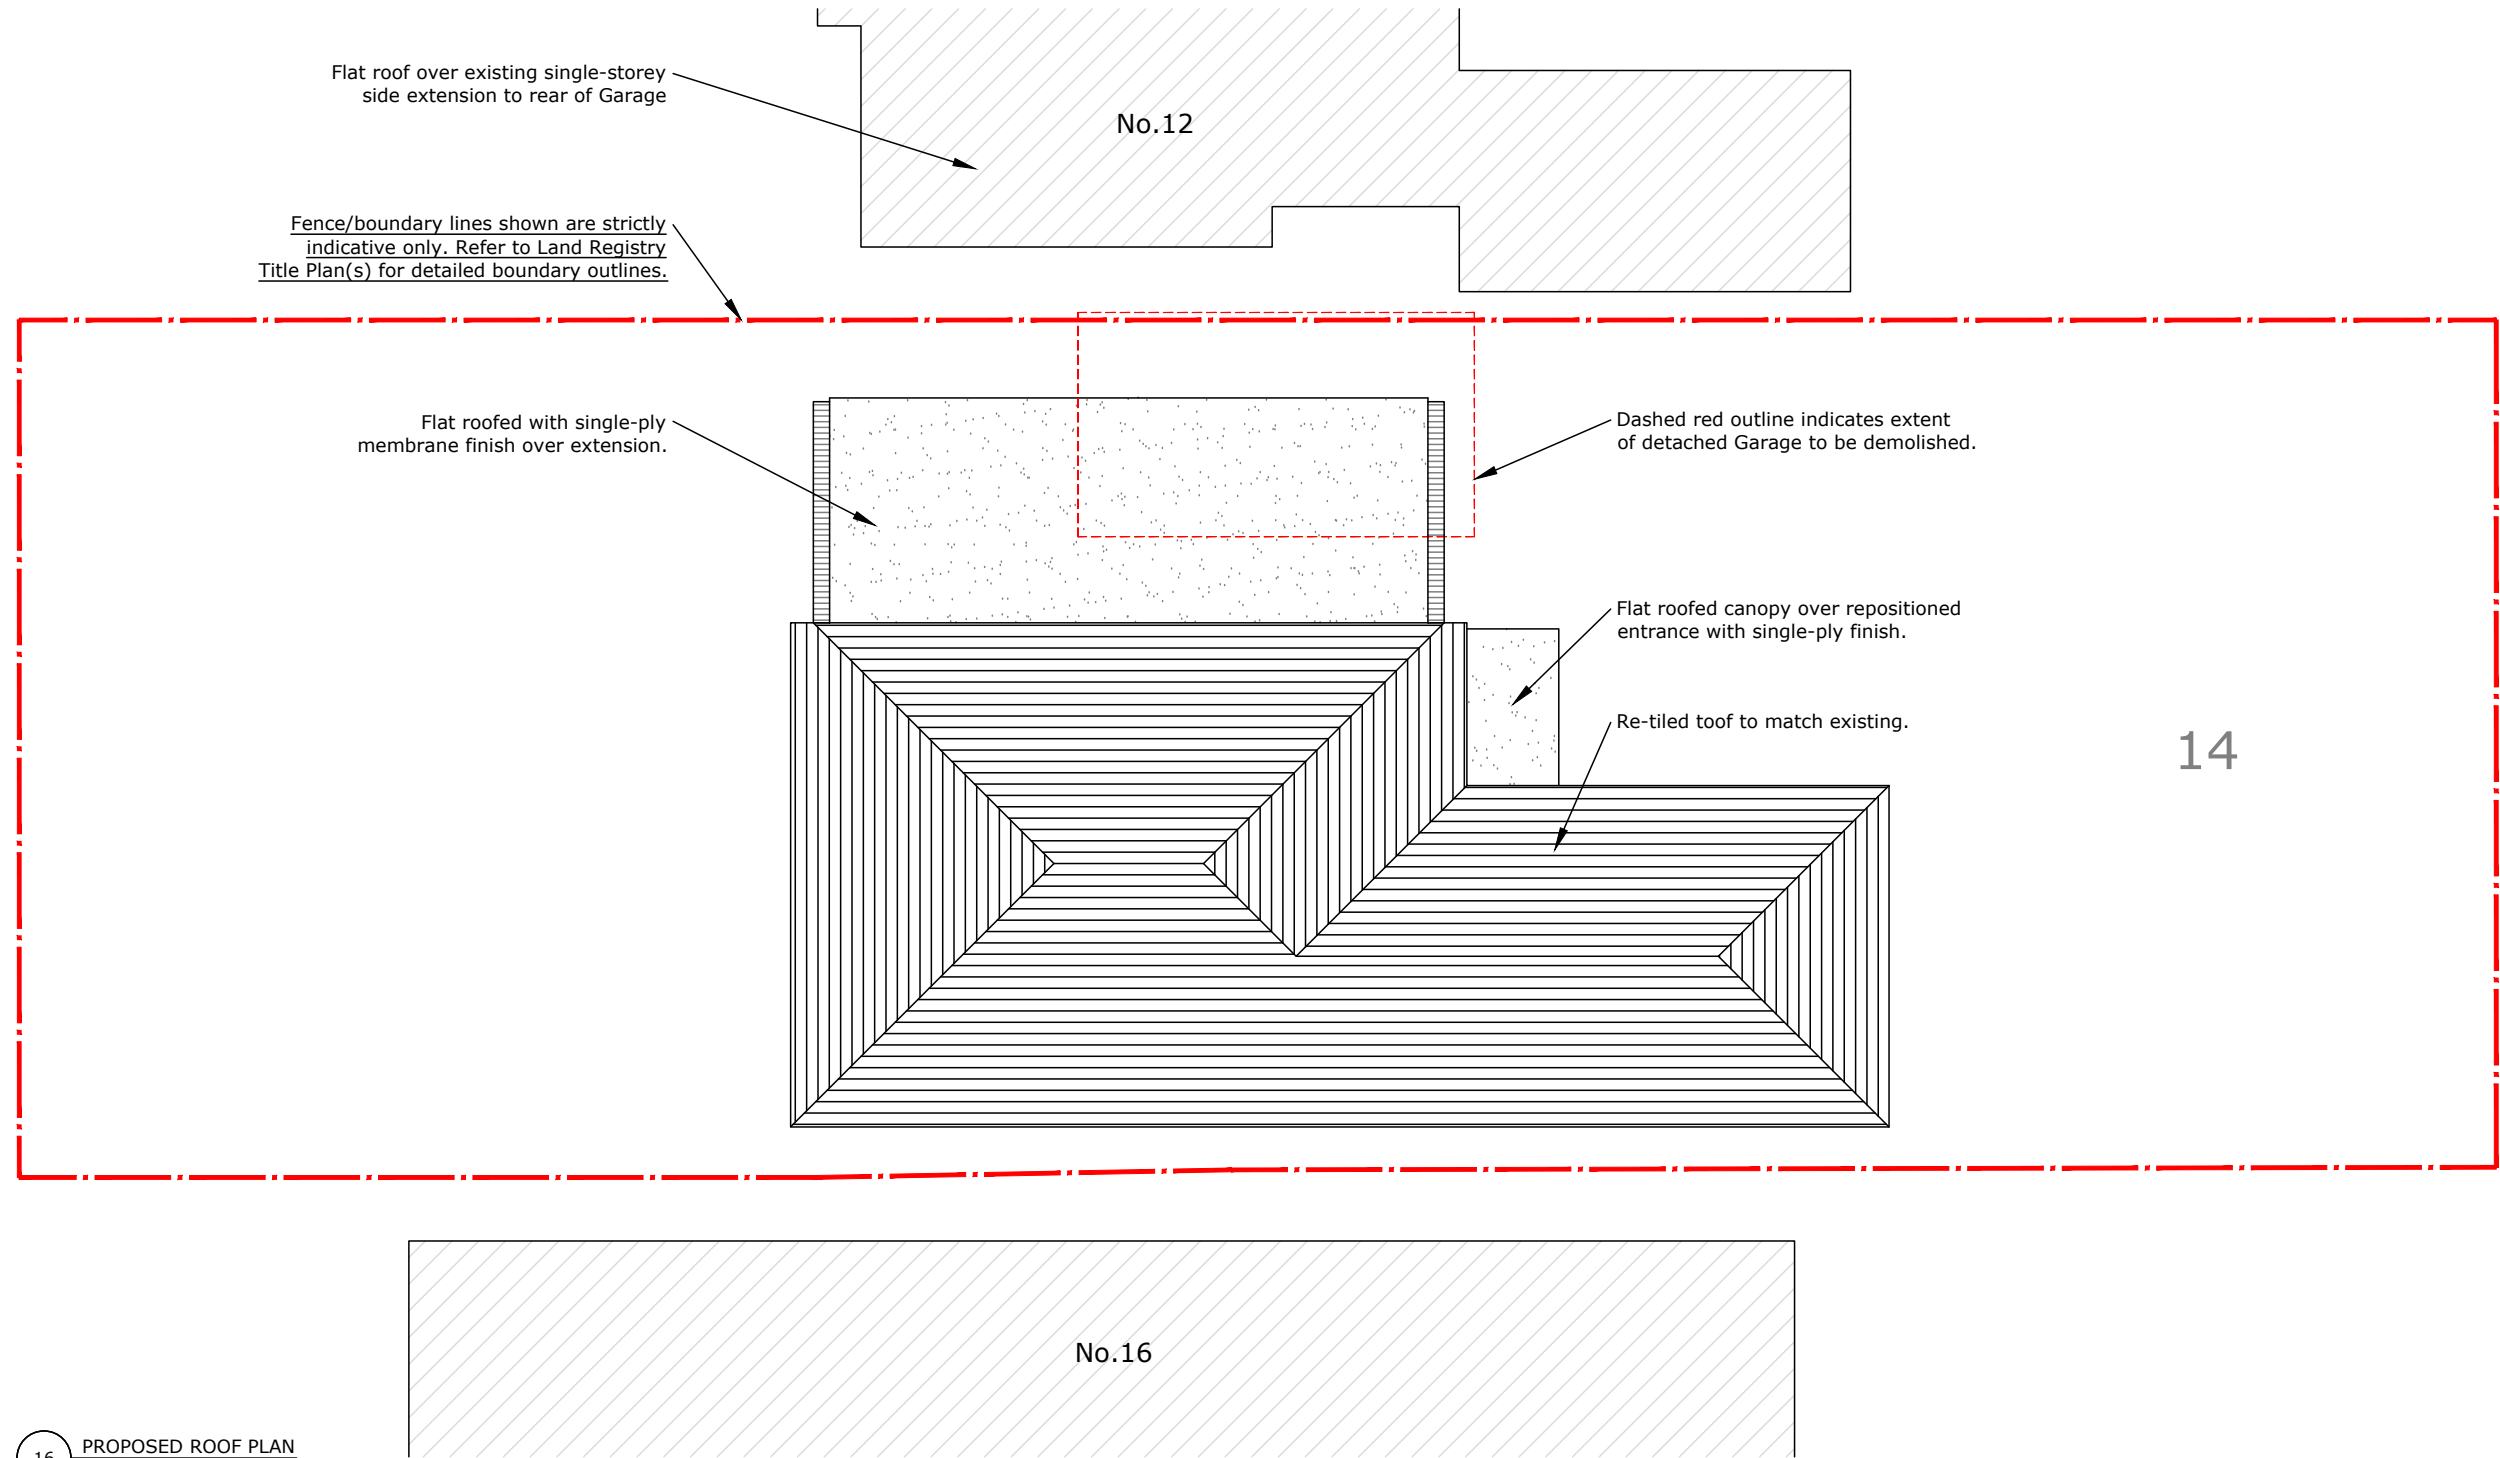 Flat roof over existing single-storey
side extension to rear of Garage
No.12
Fence/boundary lines shown are strictly
indicative only. Refer to Land Registry
Title Plan(s) for detailed boundary outlines.
Flat roofed with single-ply
membrane finish over extension.
Dashed red outline indicates extent
of detached Garage to be demolished.
Flat roofed canopy over repositioned
entrance with single-ply finish.
Re-tiled toof to match existing.
14
No.16
16
PROPOSED ROOF PLAN